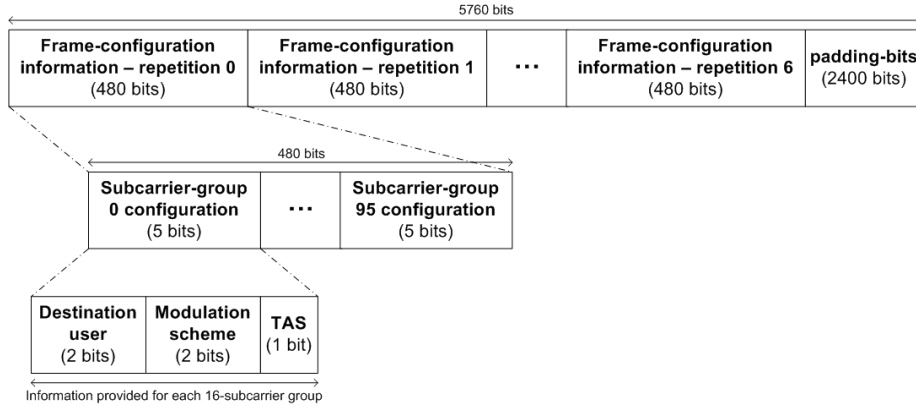 5760 bits
Frame-configuration
information – repetition 0
(480 bits)
Frame-configuration
information – repetition 1
(480 bits)
...
Frame-configuration
information – repetition 6
(480 bits)
padding-bits
(2400 bits)
480 bits
Subcarrier-group
0 configuration
(5 bits)
...
Subcarrier-group
95 configuration
(5 bits)
Destination
user
(2 bits)
Modulation
scheme
(2 bits)
TAS
(1 bit)
Information provided for each 16-subcarrier group